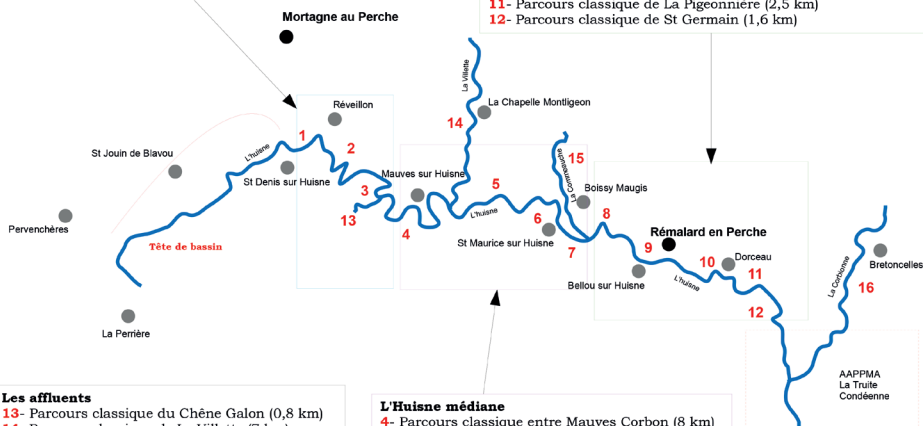 11- Parcours classique de La Pigeonnière (2,5 km)
12- Parcours classique de St Germain (1,6 km)
Mortagne au Perche
La Villette
La Chapelle Montligeon
Réveillon
14
1
2
15
St Jouin de Blavou
L'huisne
St Denis sur Huisne
Mauves sur Huisne
La Commeauche
3
5
Boissy Maugis
13
L'huisne
6
8
Pervenchères
4
St Maurice sur Huisne
7
Rémalard en Perche
Tête de bassin
9
10
Dorceau
11
La Corbionne
Bretoncelles
Bellou sur Huisne
L'huisne
16
12
La Perrière
AAPPMA
La Truite
Condéenne
Les affluents
13- Parcours classique du Chêne Galon (0,8 km)
L'Huisne médiane
4- Parcours classique entre Mauves Corbon (8 km)